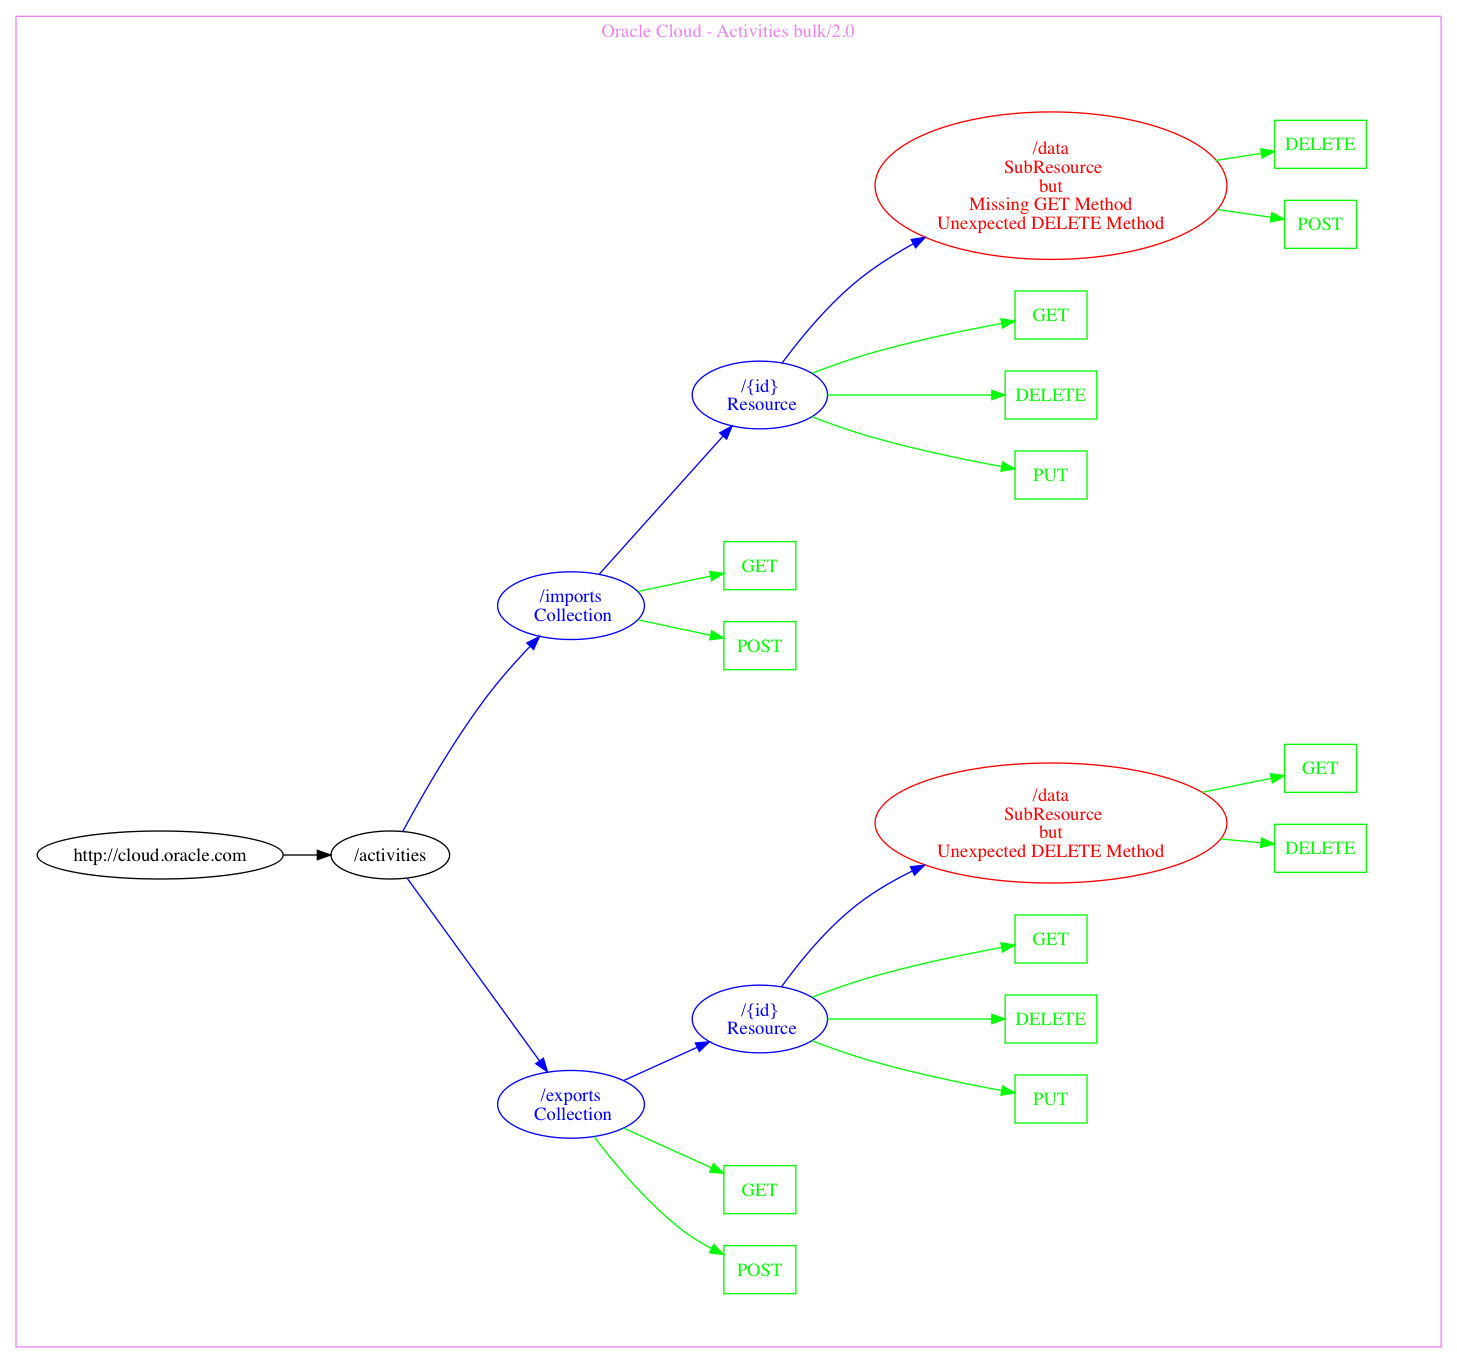 Oracle Cloud - Activities bulk/2.0
/data
SubResource
but
Missing GET Method
Unexpected DELETE Method
DELETE
POST
GET
/{id}
Resource
DELETE
PUT
/imports
Collection
GET
POST
http://cloud.oracle.com
/activities
/data
SubResource
but
Unexpected DELETE Method
GET
DELETE
GET
/{id}
Resource
DELETE
PUT
/exports
Collection
GET
POST